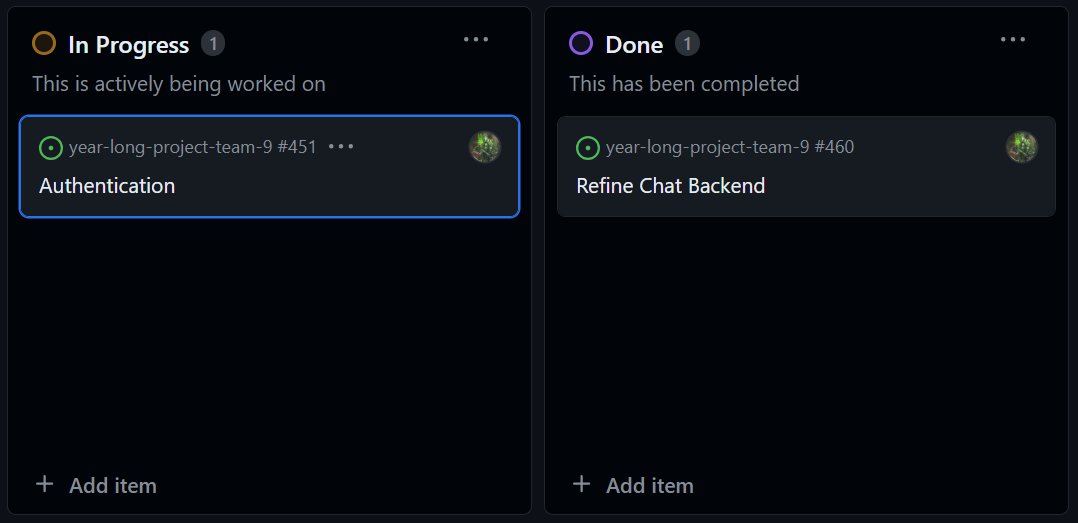 In Progress 1
This is actively being worked on
year-long-project-team-9 #451
Authentication
Add item
Done 1
This has been completed
year-long-project-team-9 #460
Refine Chat Backend
Add item